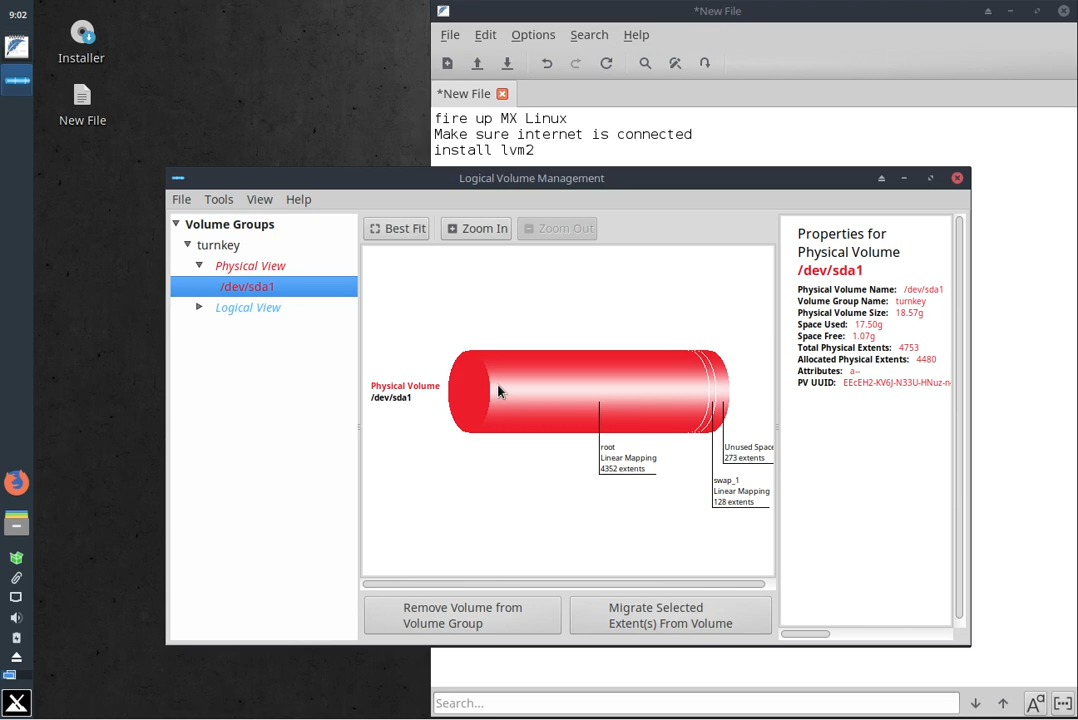 9:02
Installer
New File
*New File
File Edit Options Search Help
*New File
fire up MX Linux
Make sure internet is connected
install lvm2
Logical Volume Management
File Tools View Help
Volume Groups
turnkey
Physical View
/dev/sda1
Logical View
Best Fit
Zoom In
Zoom Out
Physical Volume
/dev/sda1
root
Linear Mapping
4352 extents
Unused Space
273 extents
swap_1
Linear Mapping
128 extents
Remove Volume from
Volume Group
Migrate Selected
Extent(s) From Volume
Properties for
Physical Volume
/dev/sda1
Physical Volume Name: /dev/sda1
Volume Group Name: turnkey
Physical Volume Size: 18.57g
Space Used: 17.50g
Space Free: 1.07g
Total Physical Extents: 4753
Allocated Physical Extents: 4480
Attributes: a--
PV UUID: EEcEH2-KV6J-N33U-HNuz-n
Search...